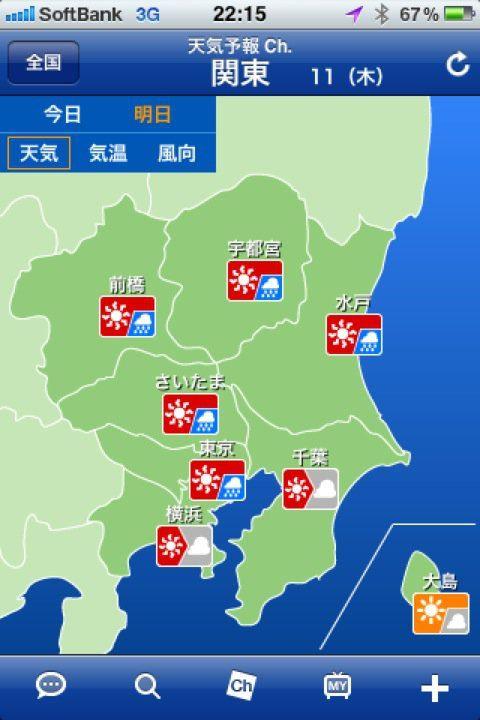 SoftBank 3G 22:15 67%
全国
天気予報 Ch.
関東 11（木）
今日 明日
天気 気温 風向
宇都宮
前橋
水戸
さいたま
東京
千葉
横浜
大島
Ch
MY